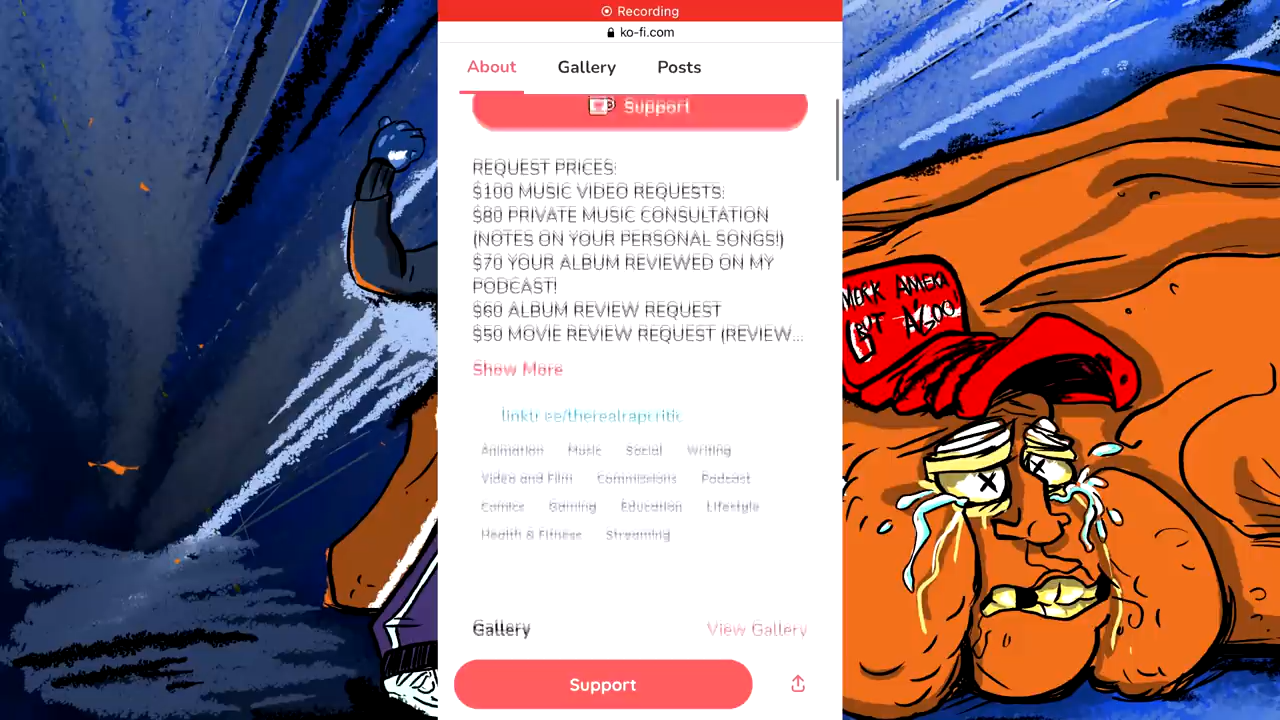 Recording
ko-fi.com
About Gallery Posts
Support
REQUEST PRICES:
$100 MUSIC VIDEO REQUESTS:
$80 PRIVATE MUSIC CONSULTATION
(NOTES ON YOUR PERSONAL SONGS!)
$70 YOUR ALBUM REVIEWED ON MY
PODCAST!
$60 ALBUM REVIEW REQUEST
$50 MOVIE REVIEW REQUEST (REVIEW...
Show More
linktr.ee/therealrapcritic
Animation Music Social Writing
Video and Film Commissions Podcast
Comics Gaming Education Lifestyle
Health & Fitness Streaming
Gallery View Gallery
Support